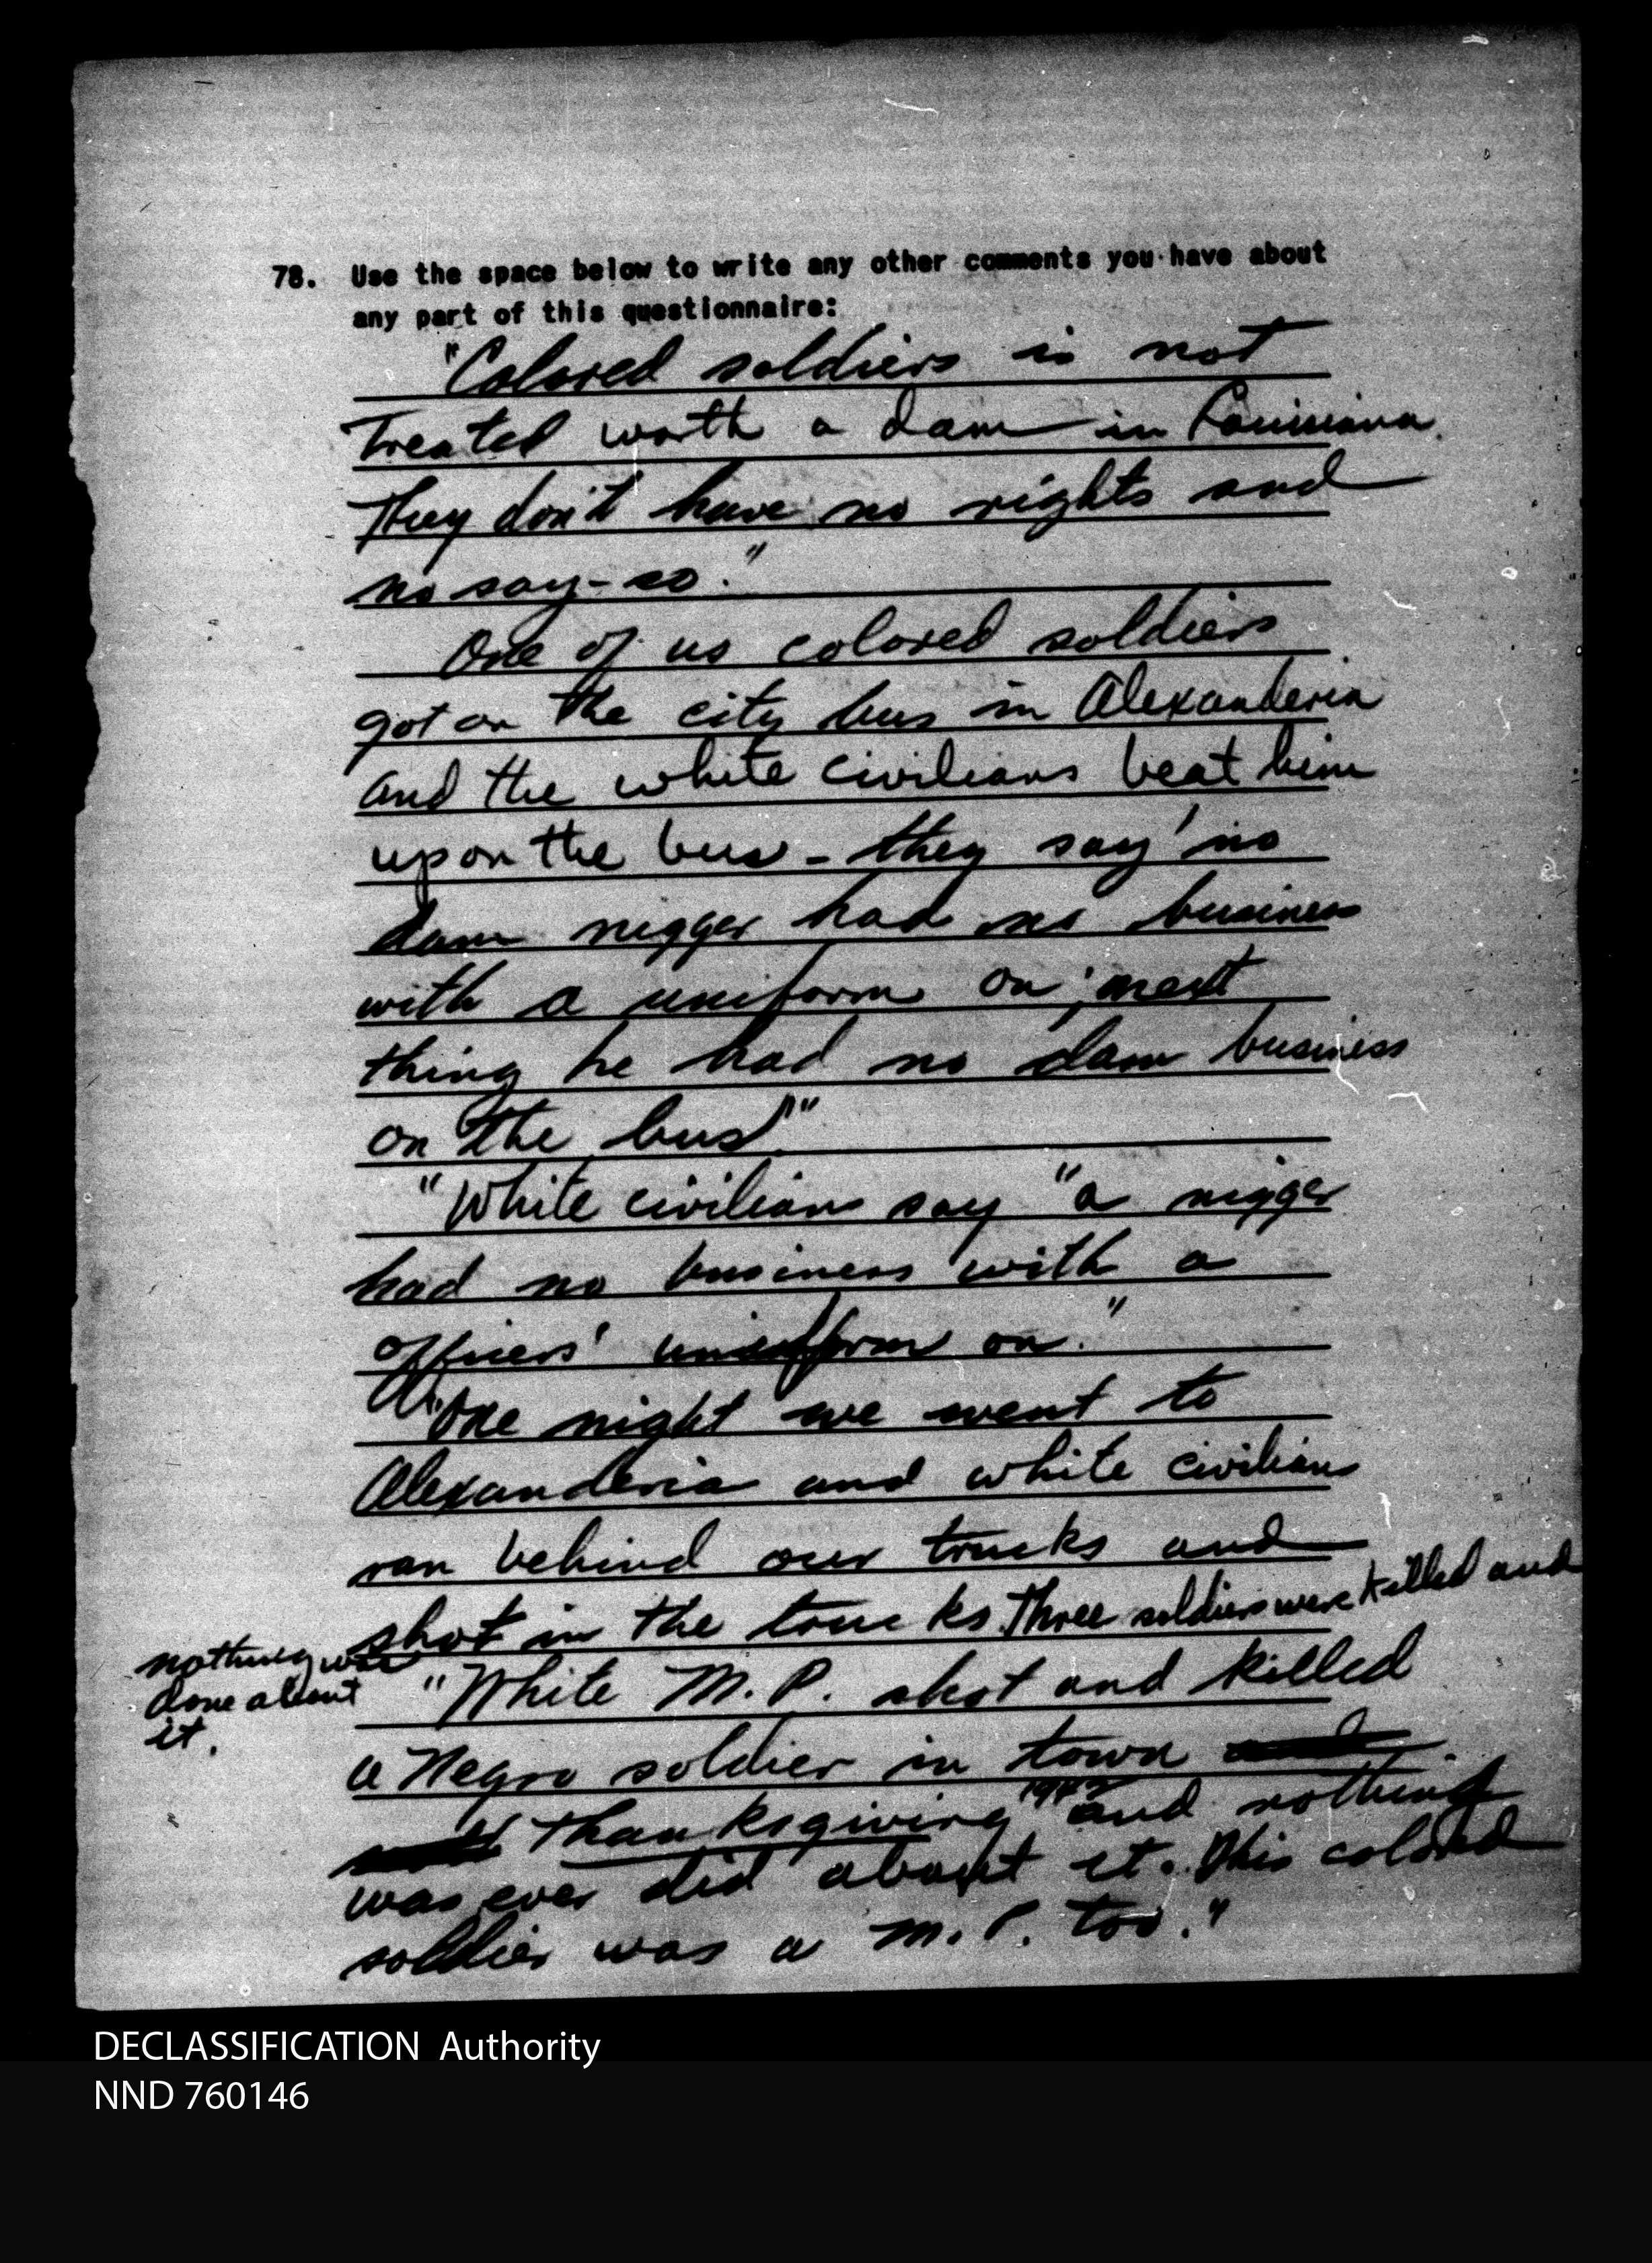 78. Use the space below to write any other comments you have about
any part of this questionnaire:
"Colored soldiers is not
Treated worth a dam in Louisiana.
They don't have no rights and
no say-so."
One of us colored soldiers
got on the city bus in Alexanderia
and the white civilians beat him
up on the bus - they say 'no
dam nigger had no business
with a uniform on; next
thing he had no dam business
on the bus'"
"White civilians say "a nigger
had no business with a
officers' uniform on."
"One night we went to
Alexanderia and white civilians
ran behind our trucks and
shot in the trucks. Three soldiers were killed and
nothing was
done about
it.
"White M.P. shot and killed
a Negro soldier in town
Thanksgiving 1942 and nothing
was ever did about it. This colored
soldier was a M.P. too."
DECLASSIFICATION Authority
NND 760146